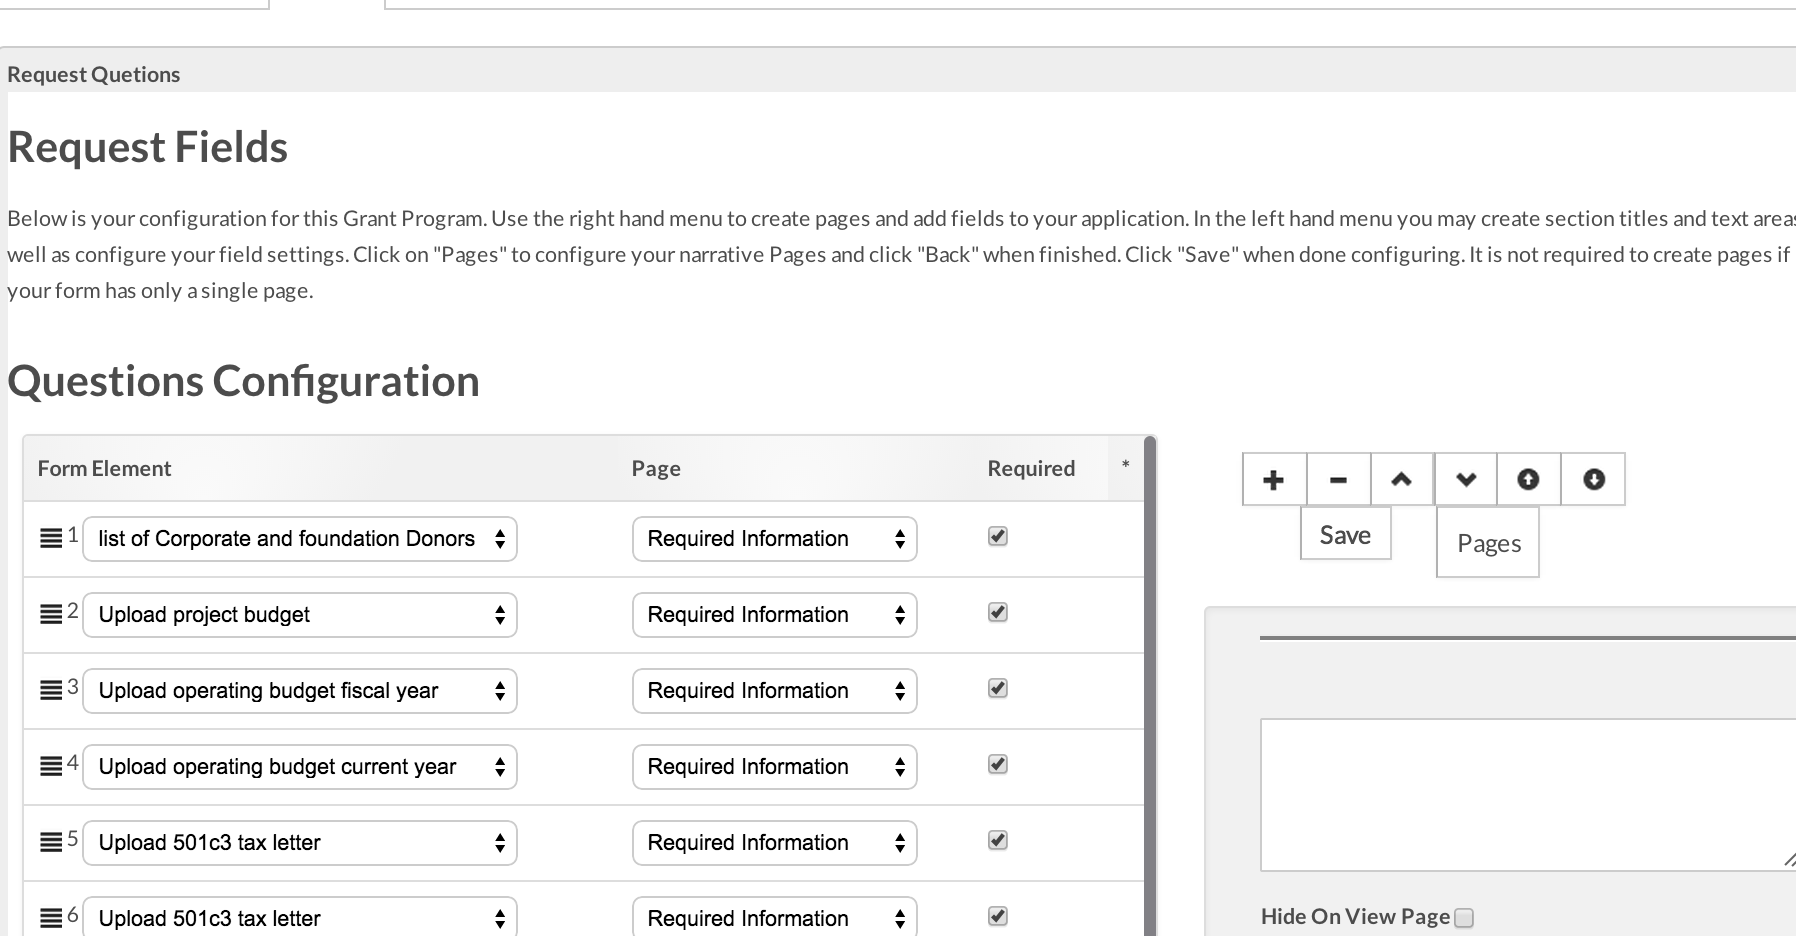 Request Quetions
Request Fields
Below is your configuration for this Grant Program. Use the right hand menu to create pages and add fields to your application. In the left hand menu you may create section titles and text areas
well as configure your field settings. Click on "Pages" to configure your narrative Pages and click "Back" when finished. Click "Save" when done configuring. It is not required to create pages if
your form has only a single page.
Questions Configuration
Form Element Page Required *
1 list of Corporate and foundation Donors Required Information
2 Upload project budget Required Information
3 Upload operating budget fiscal year Required Information
4 Upload operating budget current year Required Information
5 Upload 501c3 tax letter Required Information
6 Upload 501c3 tax letter Required Information
Save Pages
Hide On View Page